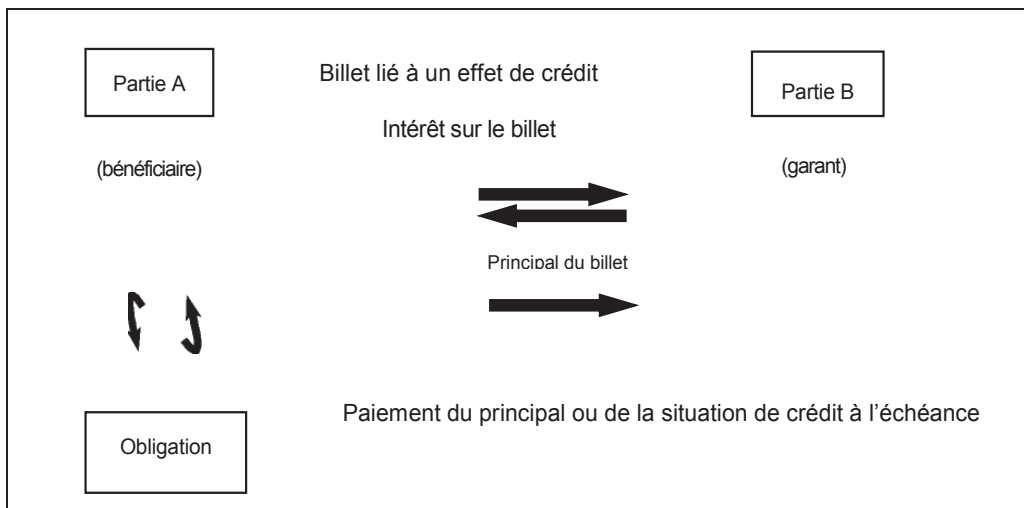 Partie A
Billet lié à un effet de crédit
Partie B
Intérêt sur le billet
(bénéficiaire)
(garant)
Principal du billet
Paiement du principal ou de la situation de crédit à l’échéance
Obligation